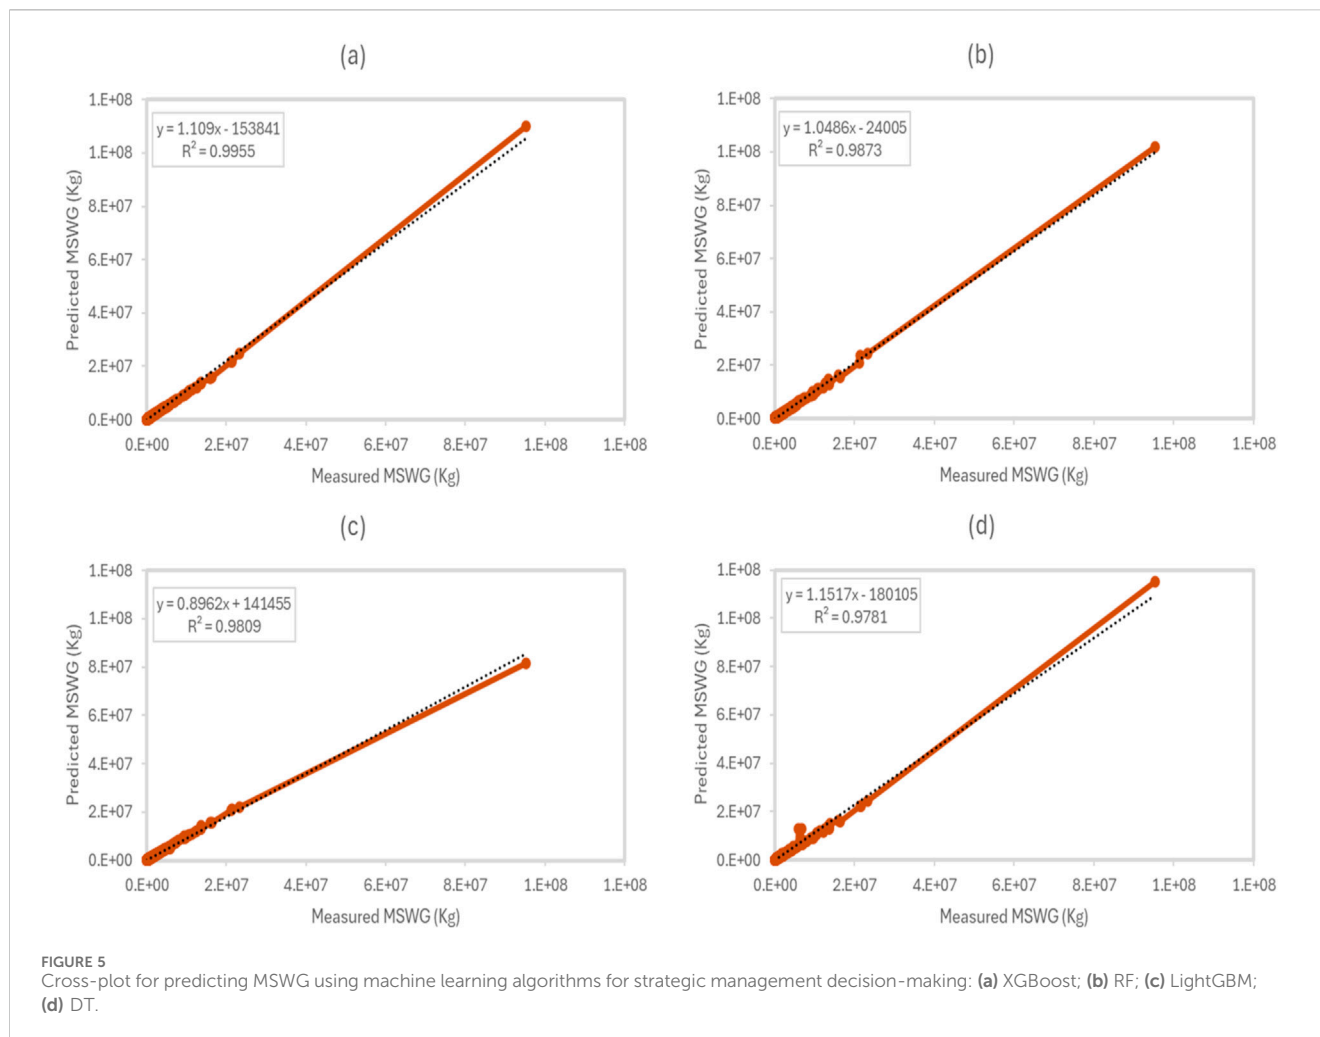 (a)
y = 1.109x - 153841
R² = 0.9955
1.E+08
1.E+08
8.E+07
6.E+07
4.E+07
2.E+07
0.E+00
Predicted MSWG (Kg)
0.E+00 2.E+07 4.E+07 6.E+07 8.E+07 1.E+08 1.E+08
Measured MSWG (Kg)
(b)
y = 1.0486x - 24005
R² = 0.9873
1.E+08
1.E+08
8.E+07
6.E+07
4.E+07
2.E+07
0.E+00
Predicted MSWG (Kg)
0.E+00 2.E+07 4.E+07 6.E+07 8.E+07 1.E+08 1.E+08
Measured MSWG (Kg)
(c)
y = 0.8962x + 141455
R² = 0.9809
1.E+08
1.E+08
8.E+07
6.E+07
4.E+07
2.E+07
0.E+00
Predicted MSWG (Kg)
0.E+00 2.E+07 4.E+07 6.E+07 8.E+07 1.E+08 1.E+08
Measured MSWG (Kg)
(d)
y = 1.1517x - 180105
R² = 0.9781
1.E+08
1.E+08
8.E+07
6.E+07
4.E+07
2.E+07
0.E+00
Predicted MSWG (Kg)
0.E+00 2.E+07 4.E+07 6.E+07 8.E+07 1.E+08 1.E+08
Measured MSWG (Kg)
FIGURE 5
Cross-plot for predicting MSWG using machine learning algorithms for strategic management decision-making: (a) XGBoost; (b) RF; (c) LightGBM;
(d) DT.